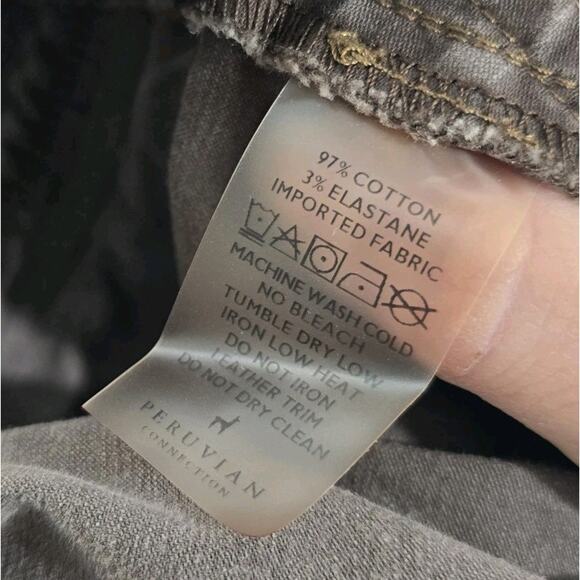 97% COTTON
3% ELASTANE
IMPORTED FABRIC
MACHINE WASH COLD
NO BLEACH
TUMBLE DRY LOW
IRON LOW HEAT
DO NOT IRON
LEATHER TRIM
DO NOT DRY CLEAN
PERUVIAN
CONNECTION